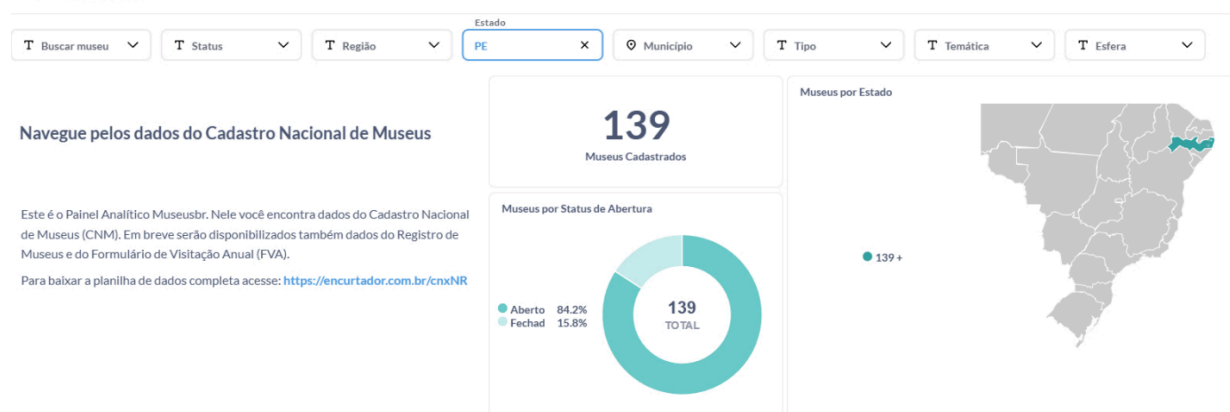 Estado
Buscar museu
Status
Região
PE
Município
Tipo
Temática
Esfera
Navegue pelos dados do Cadastro Nacional de Museus
Este é o Painel Analítico Museusbr. Nele você encontra dados do Cadastro Nacional
de Museus (CNM). Em breve serão disponibilizados também dados do Registro de
Museus e do Formulário de Visitação Anual (FVA).
Para baixar a planilha de dados completa acesse: https://encurtador.com.br/cnxNR
139
Museus Cadastrados
Museus por Status de Abertura
Aberto 84.2%
Fechad 15.8%
139
TOTAL
Museus por Estado
139 +